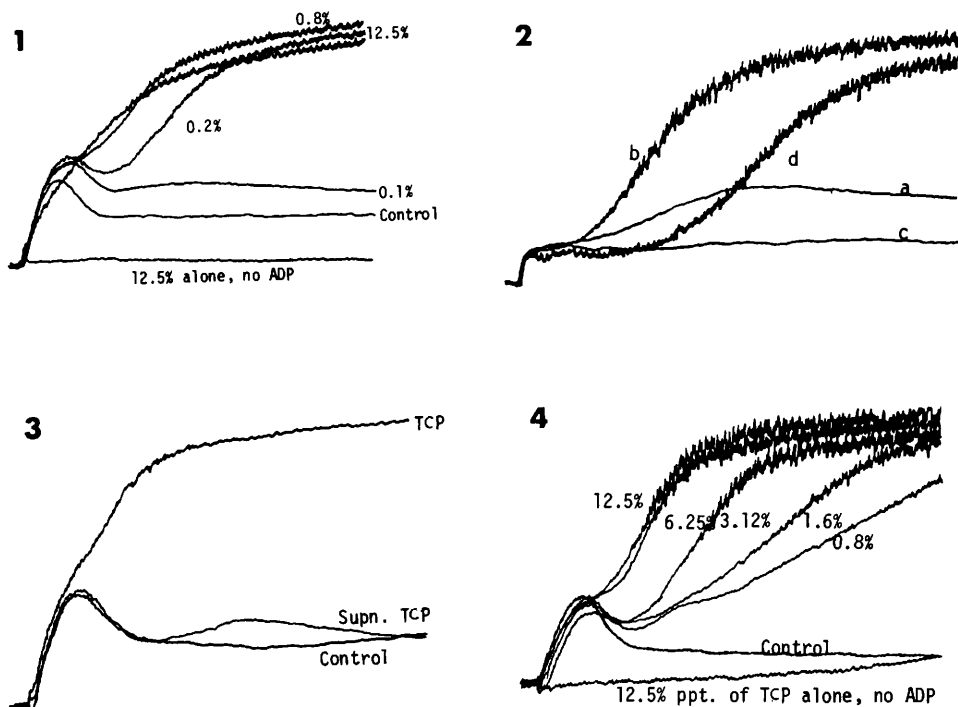 1
0.8%
12.5%
0.2%
0.1%
Control
12.5% alone, no ADP
2
b
d
a
c
3
TCP
Supn. TCP
Control
4
12.5%
6.25%
3.12%
1.6%
0.8%
Control
12.5% ppt. of TCP alone, no ADP